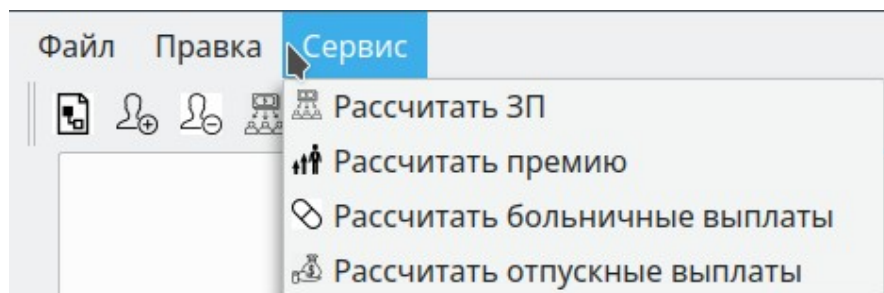 Файл Правка Сервис
Рассчитать ЗП
Рассчитать премию
Рассчитать больничные выплаты
Рассчитать отпускные выплаты